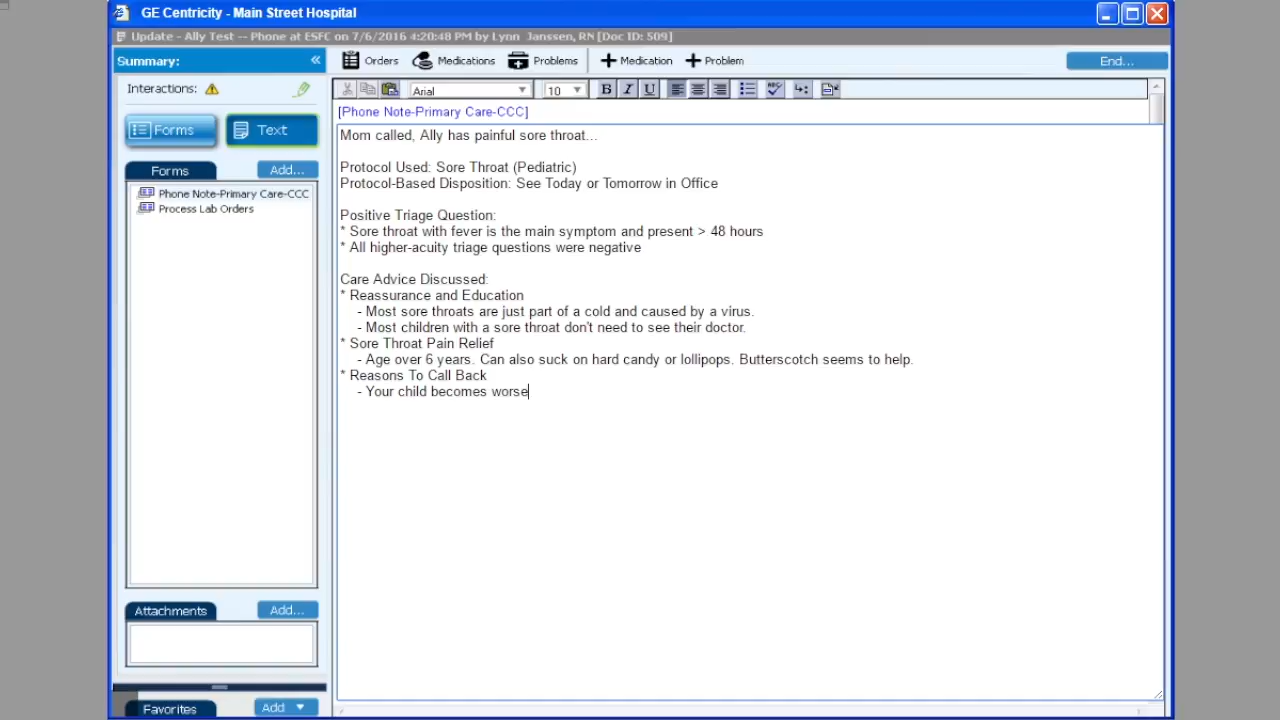 GE Centricity - Main Street Hospital
Update - Ally Test -- Phone at ESFC on 7/6/2016 4:20:48 PM by Lynn Janssen, RN [Doc ID: 509]
Summary:
«
Orders
Medications
Problems
+ Medication
+ Problem
End...
Interactions:
Arial
10
B I U
[Phone Note-Primary Care-CCC]
Forms
Text
Forms
Add...
Phone Note-Primary Care-CCC
Process Lab Orders
Mom called, Ally has painful sore throat...
Protocol Used: Sore Throat (Pediatric)
Protocol-Based Disposition: See Today or Tomorrow in Office
Positive Triage Question:
* Sore throat with fever is the main symptom and present > 48 hours
* All higher-acuity triage questions were negative
Care Advice Discussed:
* Reassurance and Education
- Most sore throats are just part of a cold and caused by a virus.
- Most children with a sore throat don't need to see their doctor.
* Sore Throat Pain Relief
- Age over 6 years. Can also suck on hard candy or lollipops. Butterscotch seems to help.
* Reasons To Call Back
- Your child becomes worse
Attachments
Add...
Favorites
Add